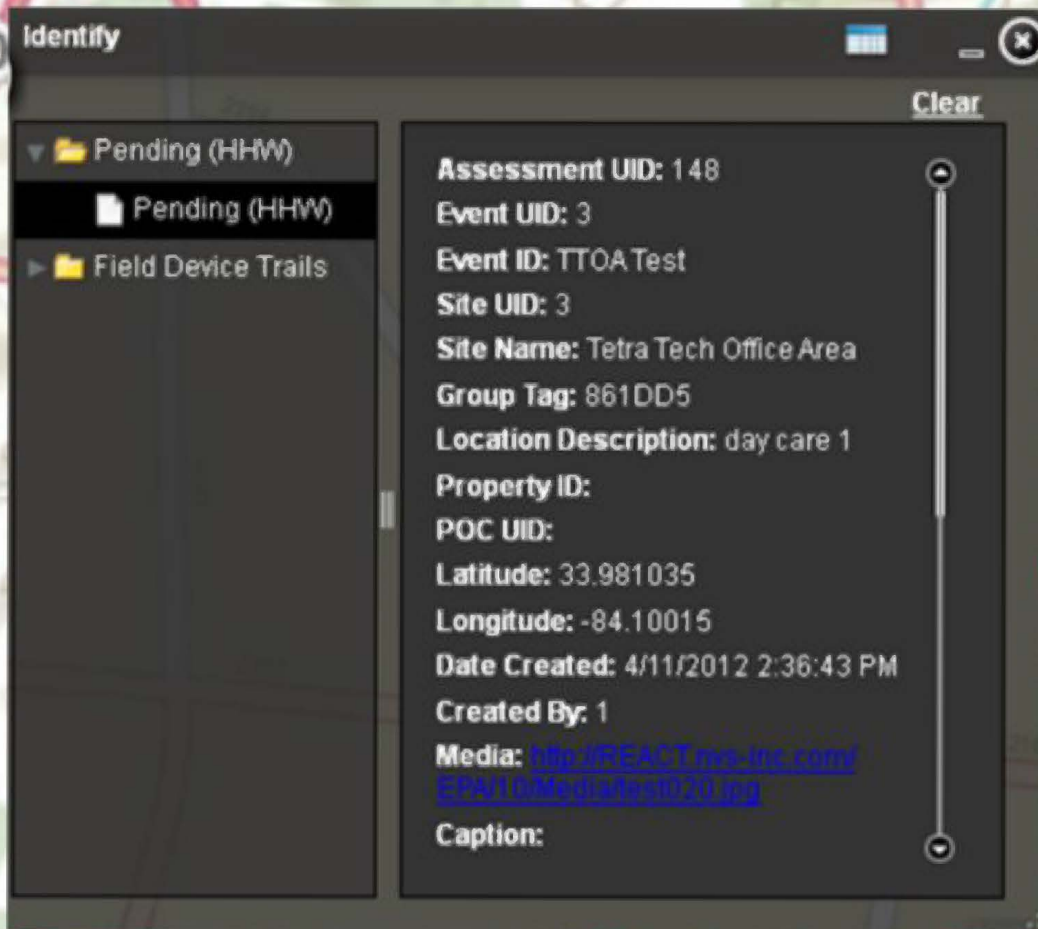 Identify
Clear
Pending (HHW)
Pending (HHW)
Field Device Trails
Assessment UID: 148
Event UID: 3
Event ID: TTOA Test
Site UID: 3
Site Name: Tetra Tech Office Area
Group Tag: 861DD5
Location Description: day care 1
Property ID:
POC UID:
Latitude: 33.981035
Longitude: -84.10015
Date Created: 4/11/2012 2:36:43 PM
Created By: 1
Media: http://REACT.nvs-inc.com/
EPA/10/Media/test020.jpg
Caption: